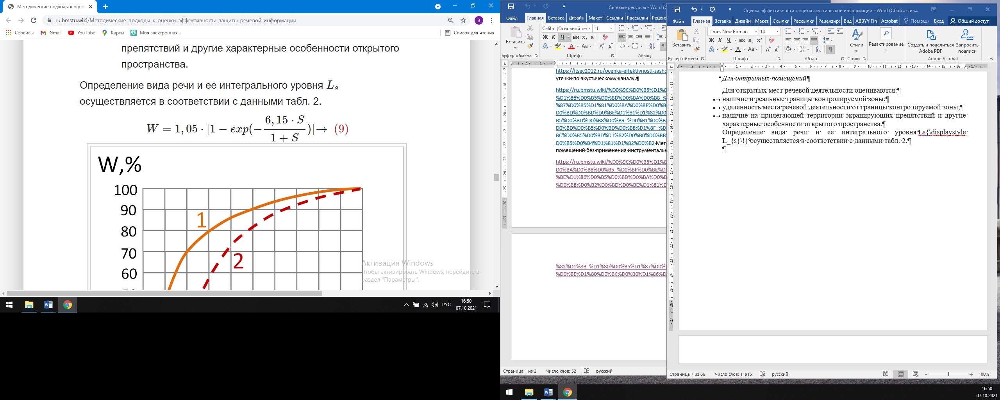 Методические подходы к оцен
ru.bmstu.wiki/Методические_подходы_к_оценки_эффективности_защиты_речевой_информации
В
Сервисы
Gmail
YouTube
Карты
Моя электронная...
Список для чтения
препятствий и другие характерные особенности открытого
пространства.
Определение вида речи и ее интегрального уровня Ls
осуществляется в соответствии с данными табл. 2.
W = 1,05 · [1 − exp(− 6,15 · S / 1 + S )]→ (9)
W,%
100
90
80
70
60
1
2
Активация Windows
Чтобы активировать Windows, перейдите в
раздел "Параметры".
РУС
16:50
07.10.2021
Сетевые ресурсы - Word (С
Файл Главная Вставка Дизайн Макет Ссылки Рассылки Реценз
Calibri (Основной тек 11
Вставить
Ж К Ч abc x₂ x²
Буфер обмена Шрифт Абзац
https://itsec2012.ru/ocenka-effektivnosti-zasho
утечки·по·акустическому·каналу.¶
https://ru.bmstu.wiki/%D0%9C%D0%B5%D1%8
%D1%86%D0%B5%D0%BD%D0%BA%D0%B8_%
%87%D0%B5%D1%81%D0%BA%D0%BE%D0%B
D0%BD%D0%BD%D0%BE%D1%81%D1%82%D0
B5%D0%BD%D0%B8%D0%B9_%D0%B1%D0%B5
D0%BD%D0%B5%D0%BD%D0%B8%D1%8F_%D
BC%D0%B5%D0%BD%D1%82%D0%B0%D0%BB
D0%B5%D0%B4%D1%81%D1%82%D0%B2·Мето
помещений·без·применения·инструменталы
https://ru.bmstu.wiki/%D0%9C%D0%B5%D1%8
D0%BA%D0%B8%D0%B5_%D0%BF%D0%BE%D0
%BE%D1%86%D0%B5%D0%BD%D0%BA%D0%B
%D0%B8%D0%B2%D0%BD%D0%BE%D1%81%D
%82%D1%8B_%D1%80%D0%B5%D1%87%D0%
%D0%BE%D1%80%D0%BC%D0%B0%D1%86%D
Страница 1 из 2 Число слов: 52 русский
Оценка эффективности защиты акустической информации - Word (Сбой актив...
Файл Главная Вставка Дизайн Макет Ссылки Рассылки Рецензирс Вид ABBYY Fin Acrobat Помощн Вход Общий доступ
Times New Roman 14
Вставить
Ж К Ч abc x₂ x²
Стили
Редактирование
Создать и поделиться Adobe PDF
Запросить подписи
Буфер обмена Шрифт Абзац Стили Adobe Acrobat
Для·открытых·помещений¶
Для·открытых·мест·речевой·деятельности·оцениваются:¶
наличие·и·реальные·границы·контролируемой·зоны;¶
удаленность·места·речевой·деятельности·от·границы·контролируемой·зоны;¶
наличие·на·прилегающей·территории·экранирующих·препятствий·и·другие·
характерные·особенности·открытого·пространства.¶
Определение·вида·речи·и·ее·интегрального·уровня°Ls{\displaystyle·
L_{s}\!}°осуществляется·в·соответствии·с·данными·табл.·2.¶
¶
Страница 7 из 66 Число слов: 11915 русский
100%
16:50
07.10.2021